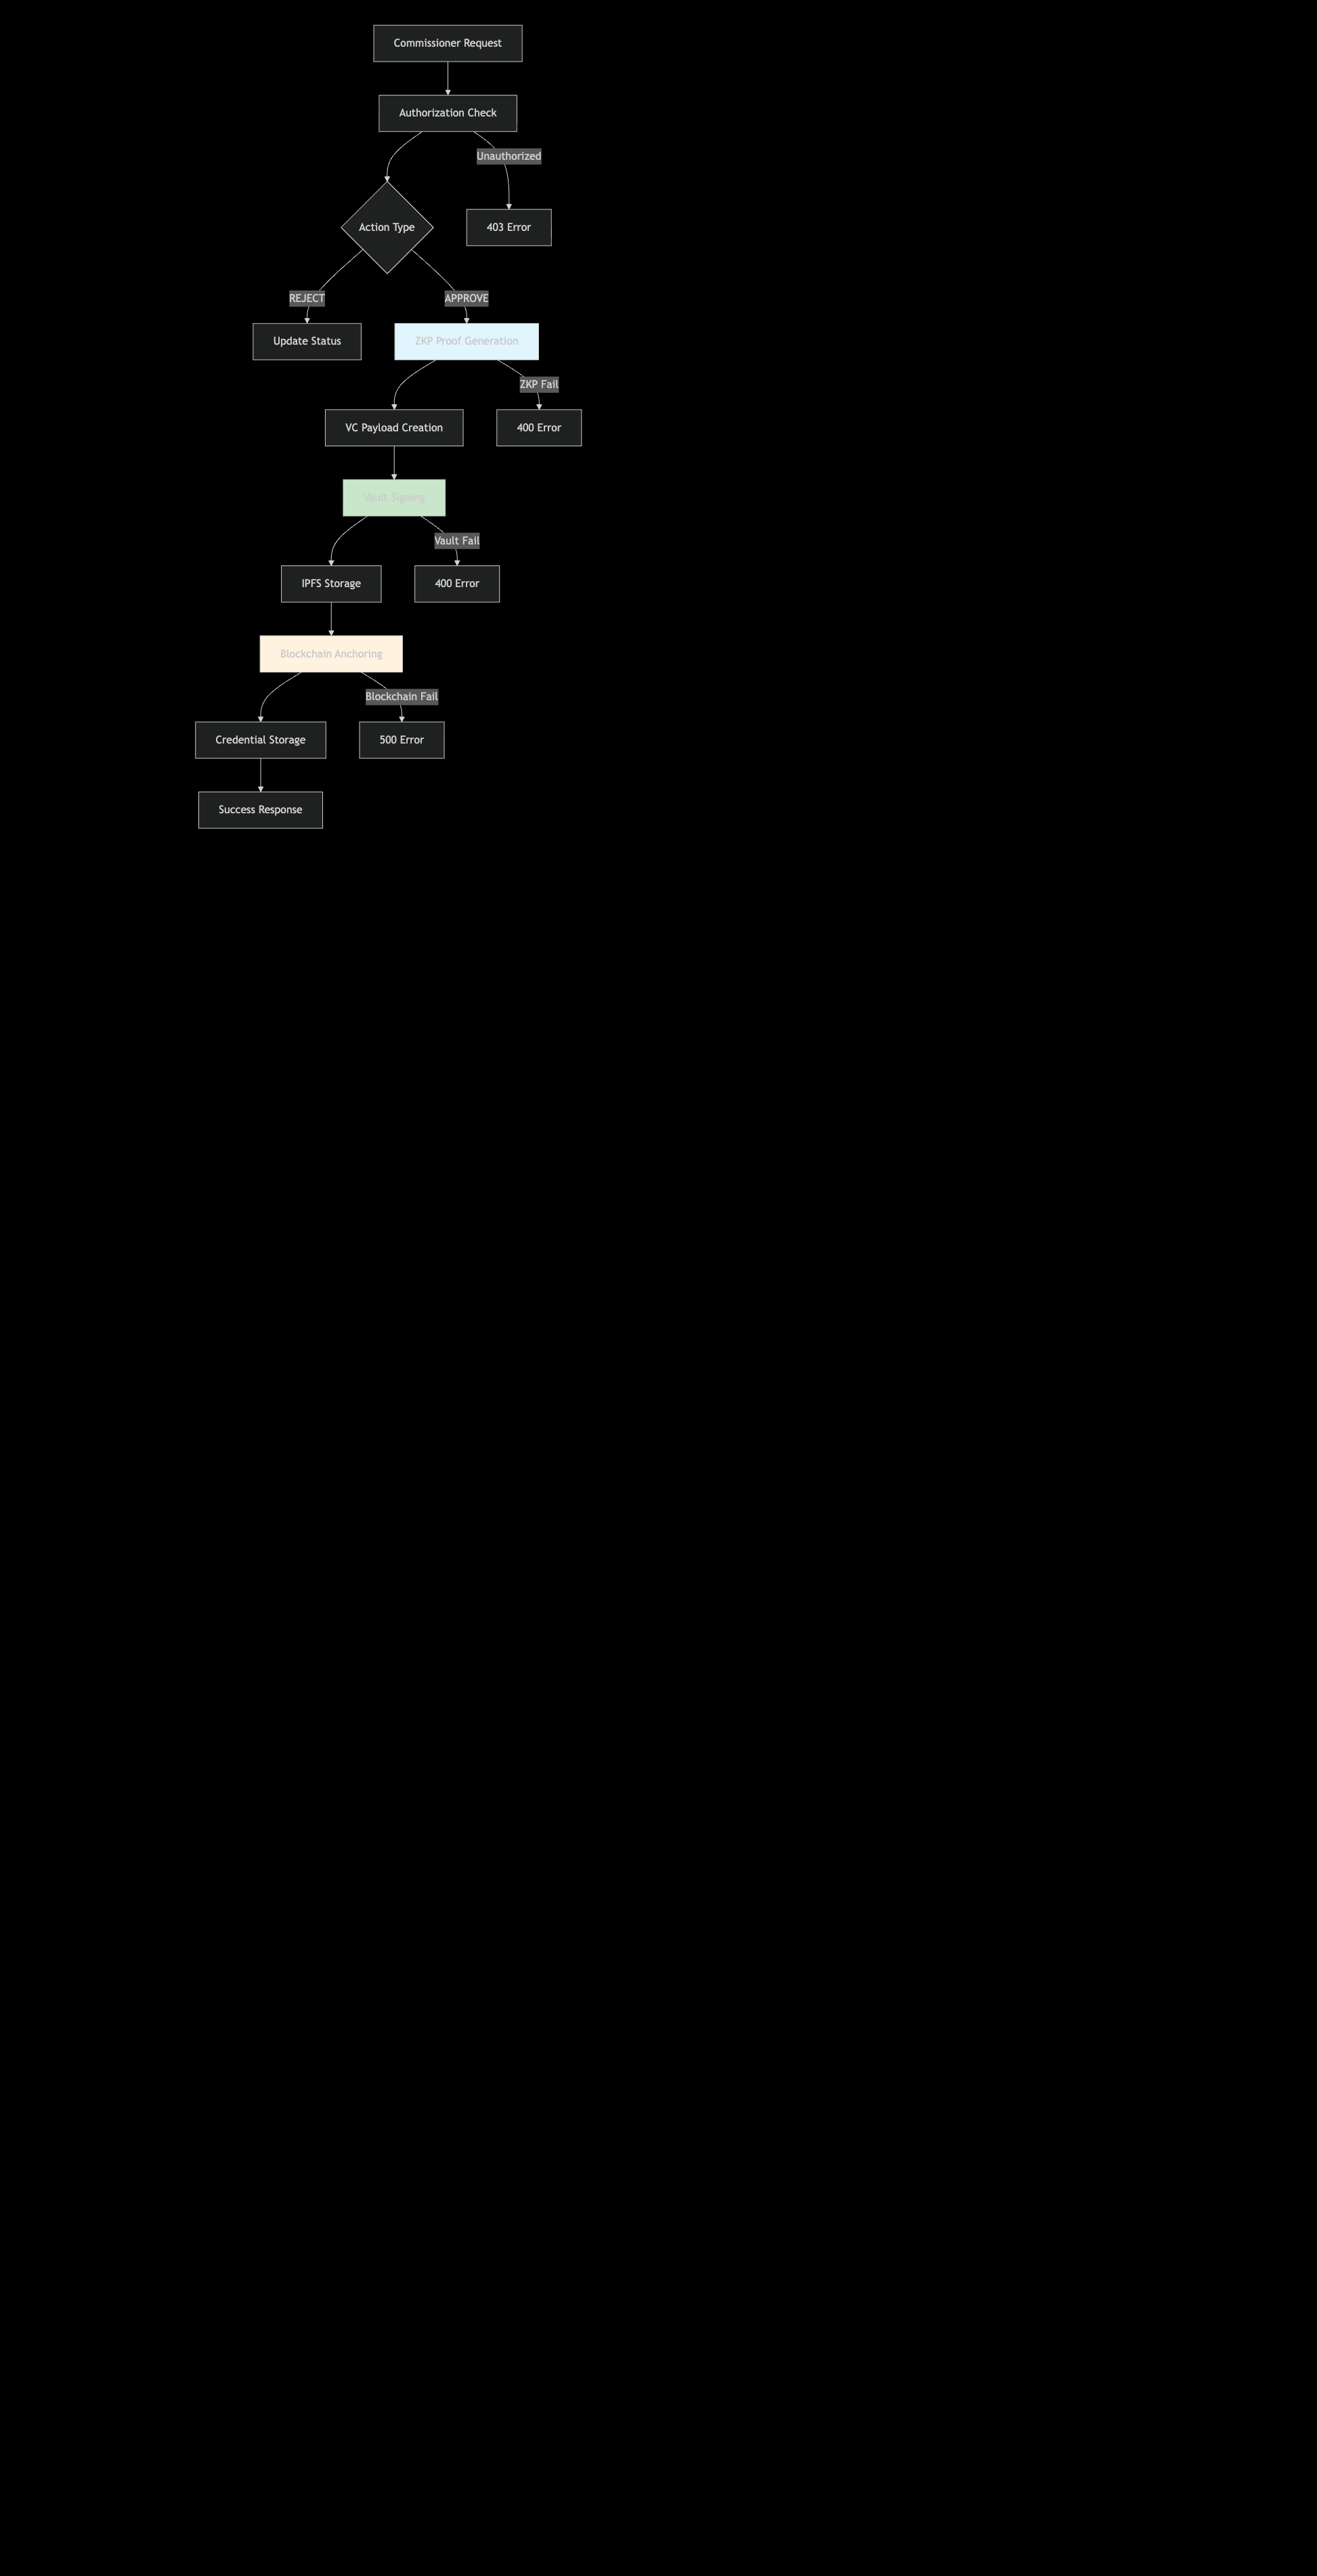 Commissioner Request
Authorization Check
Unauthorized
Action Type
403 Error
REJECT
APPROVE
Update Status
ZKP Proof Generation
ZKP Fail
VC Payload Creation
400 Error
Vault Signing
Vault Fail
IPFS Storage
400 Error
Blockchain Anchoring
Blockchain Fail
Credential Storage
500 Error
Success Response